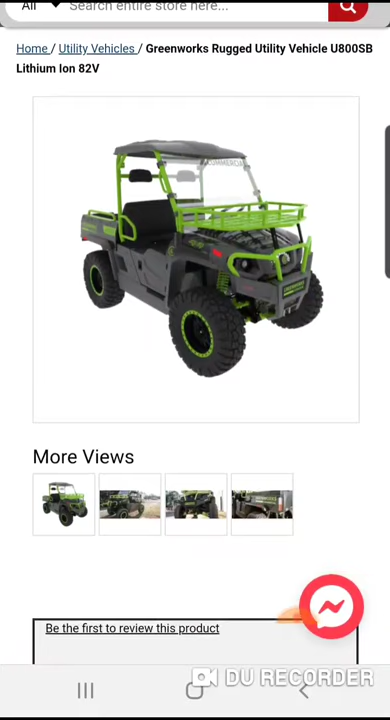 All Search entire store here...
Home / Utility Vehicles / Greenworks Rugged Utility Vehicle U800SB
Lithium Ion 82V
COMMERCIAL
More Views
Be the first to review this product
DU RECORDER